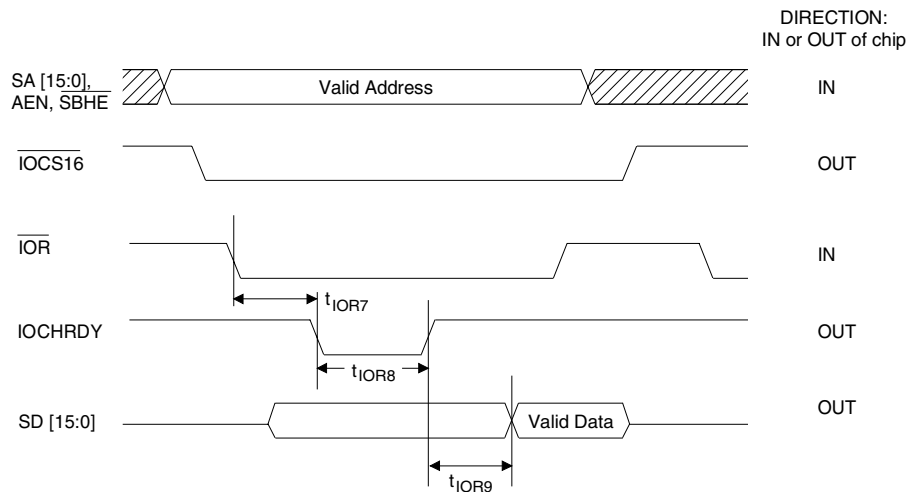 DIRECTION:
IN or OUT of chip
SA [15:0],
AEN, SBHE
Valid Address
IN
IOCS16
OUT
IOR
IN
tIOR7
IOCHRDY
OUT
tIOR8
SD [15:0]
Valid Data
OUT
tIOR9